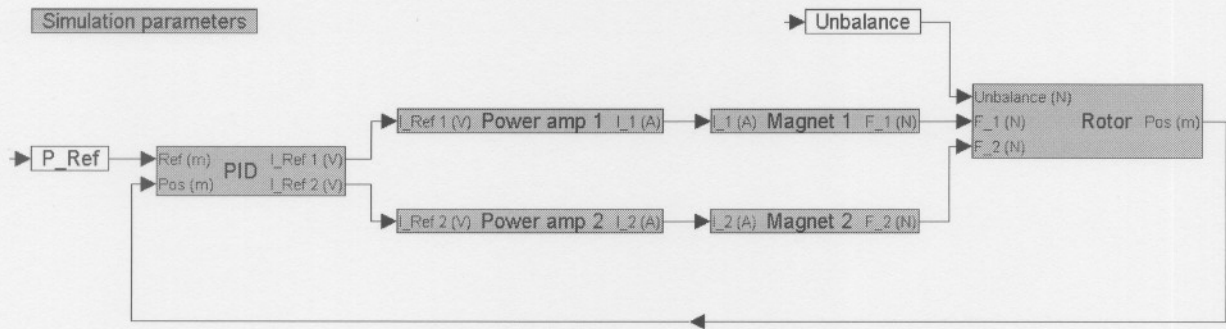 Simulation parameters
Unbalance
P_Ref
Ref (m)
Pos (m)
PID
I_Ref 1 (V)
I_Ref 2 (V)
I_Ref 1 (V) Power amp 1 I_1 (A)
I_1 (A) Magnet 1 F_1 (N)
I_Ref 2 (V) Power amp 2 I_2 (A)
I_2 (A) Magnet 2 F_2 (N)
Unbalance (N)
F_1 (N)
F_2 (N)
Rotor
Pos (m)